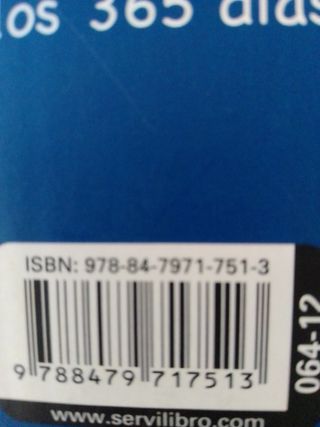 los 365 días
ISBN: 978-84-7971-751-3
9 788479 717513
064-12
www.servilibro.com